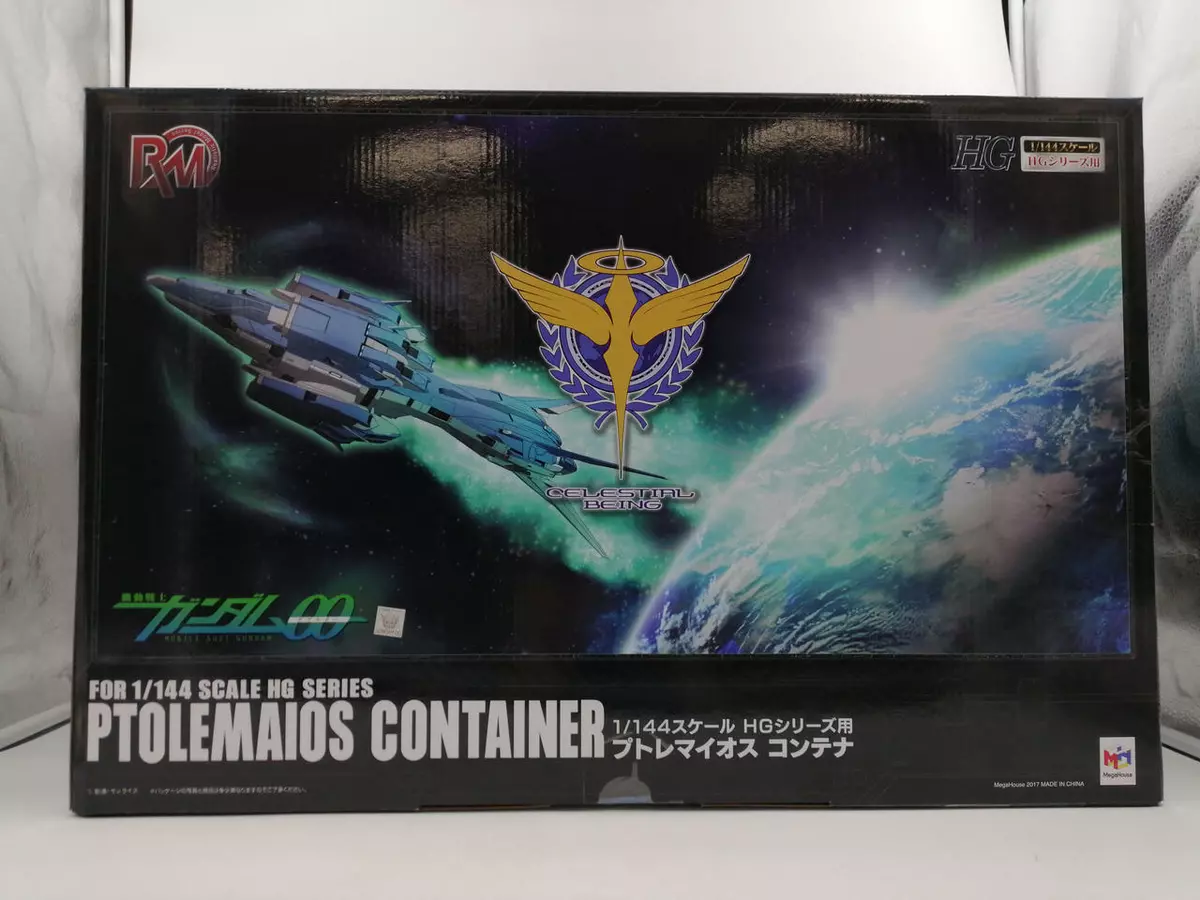 RM
HG
1/144スケール
HGシリーズ用
CELESTIAL
BEING
機動戦士
ガンダム00
MOBILE SUIT GUNDAM
FOR 1/144 SCALE HG SERIES
PTOLEMAIOS CONTAINER
1/144スケール HGシリーズ用
プトレマイオス コンテナ
MegaHouse
MegaHouse 2017 MADE IN CHINA